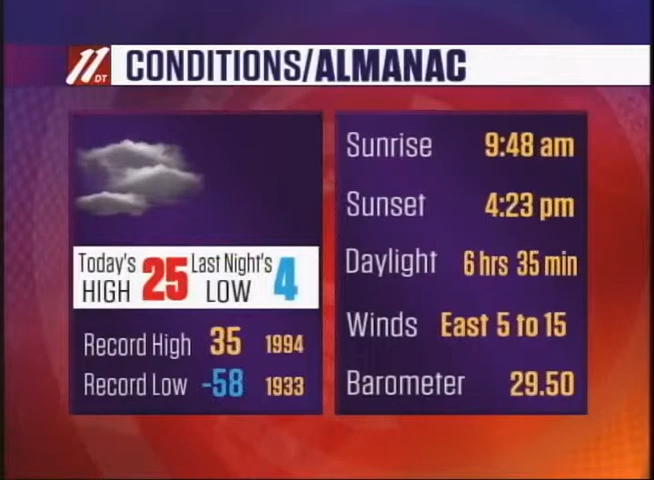 11 DT
CONDITIONS/ALMANAC
Today's HIGH 25 Last Night's LOW 4
Record High 35 1994
Record Low -58 1933
Sunrise 9:48 am
Sunset 4:23 pm
Daylight 6 hrs 35 min
Winds East 5 to 15
Barometer 29.50